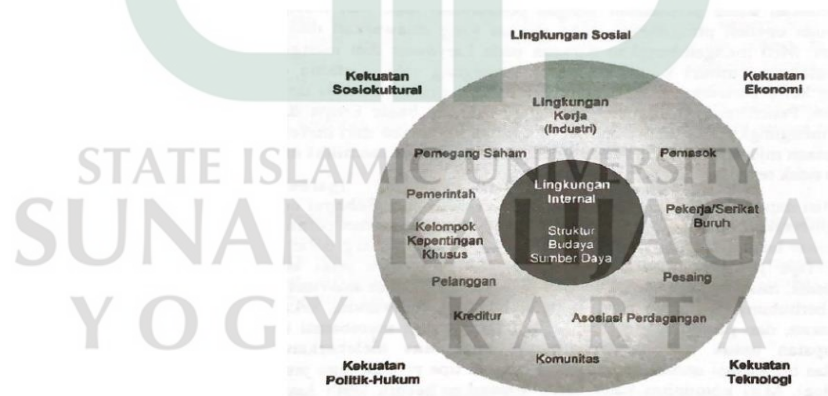 Lingkungan Sosial
Kekuatan
Sosiokultural
Kekuatan
Ekonomi
Lingkungan
Kerja
(Industri)
Pemegang Saham
Pemasok
Pemerintah
Lingkungan
Internal
Struktur
Budaya
Sumber Daya
Pekerja/Serikat
Buruh
Kelompok
Kepentingan
Khusus
Pelanggan
Pesaing
Kreditur
Asosiasi Perdagangan
Komunitas
Kekuatan
Politik-Hukum
Kekuatan
Teknologi
STATE ISLAMIC UNIVERSITY
SUNAN KALIJAGA
YOGYAKARTA